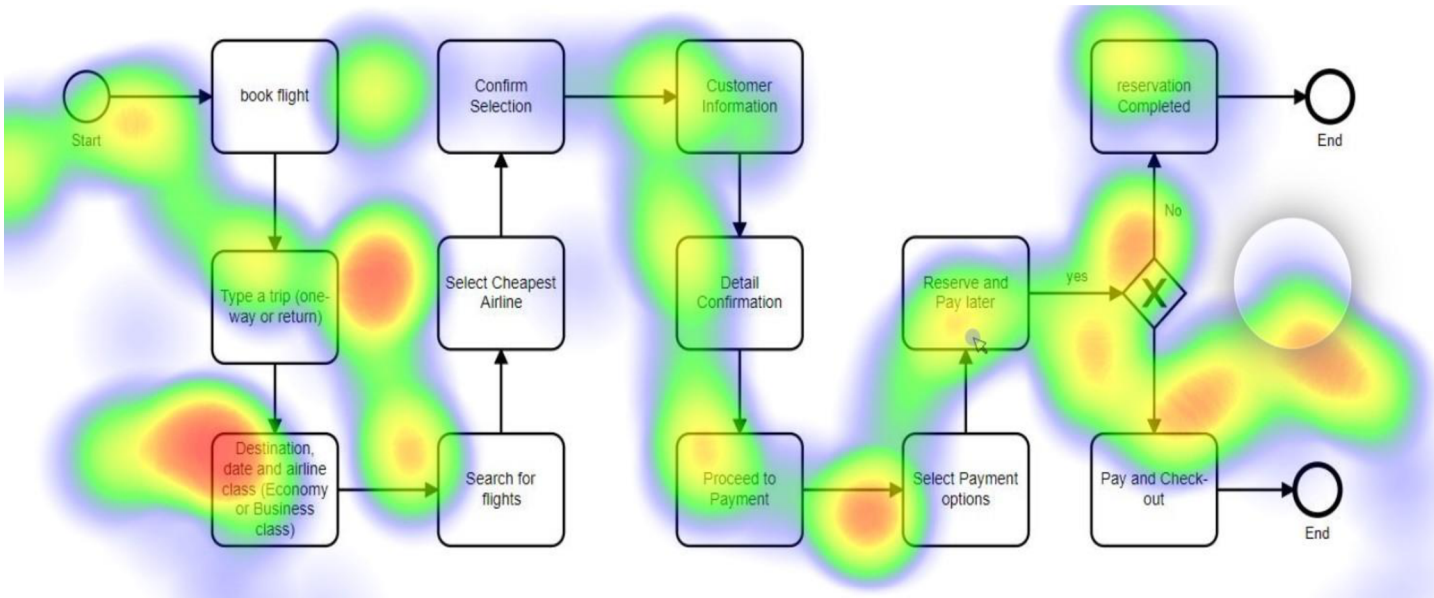 Start
book flight
Type a trip (one-
way or return)
Destination,
date and airline
class (Economy
or Business
class)
Search for
flights
Select Cheapest
Airline
Confirm
Selection
Customer
Information
Detail
Confirmation
Proceed to
Payment
Select Payment
options
Reserve and
Pay later
yes
X
No
reservation
Completed
End
Pay and Check-
out
End